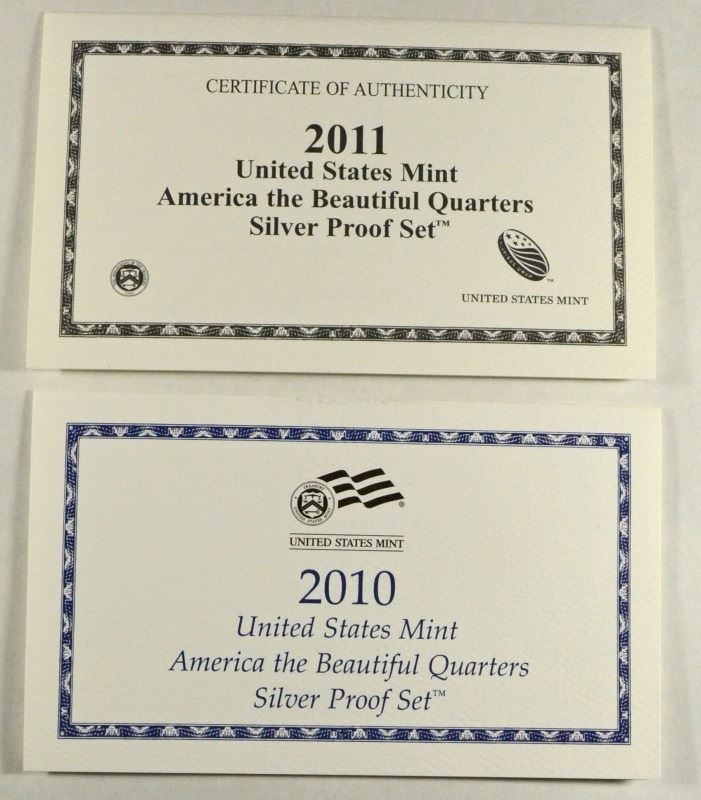 CERTIFICATE OF AUTHENTICITY
2011
United States Mint
America the Beautiful Quarters
Silver Proof Set™
™
UNITED STATES MINT
UNITED STATES MINT
2010
United States Mint
America the Beautiful Quarters
Silver Proof Set™